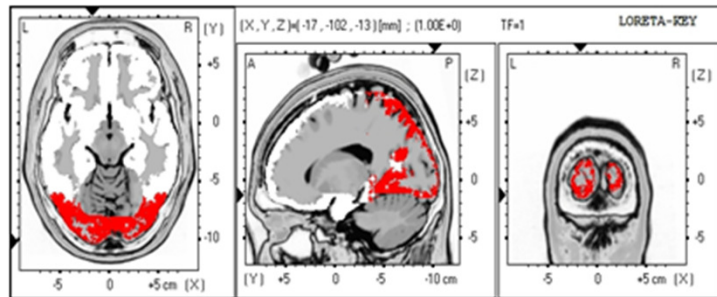 (X,Y,Z)=(-17,-102,-13)[mm] ; (1.00E+0) TF=1 LORETA-KEY
L R (Y)
+5
0
-5
-10
-5 0 +5 cm (X)
A P (Z)
+5
0
-5
(Y) +5 0 -5 -10 cm
L R (Z)
+5
0
-5
-5 0 +5 cm (X)